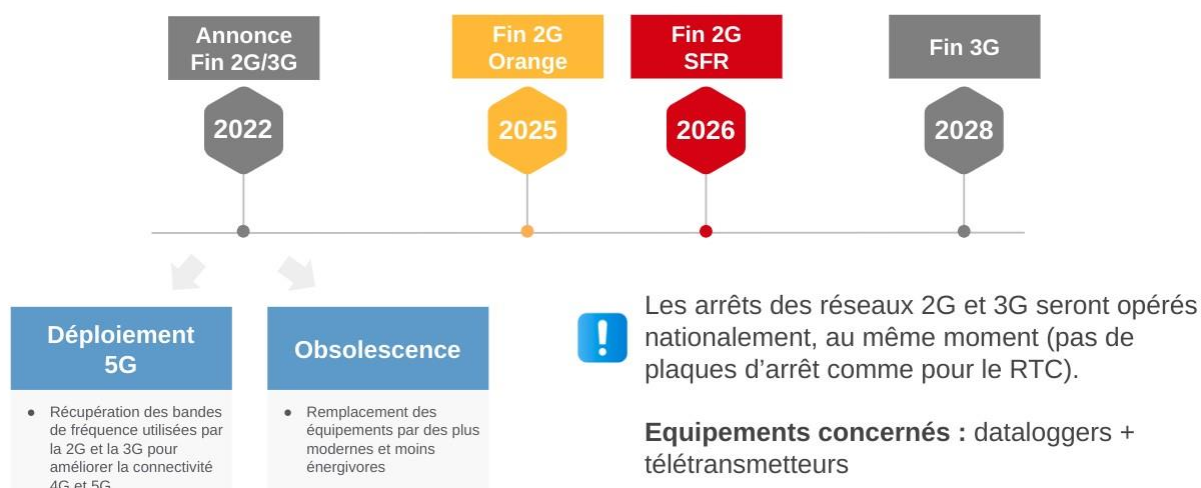 Annonce
Fin 2G/3G
Fin 2G
Orange
Fin 2G
SFR
Fin 3G
2022
2025
2026
2028
Déploiement
5G
● Récupération des bandes
de fréquence utilisées par
la 2G et la 3G pour
améliorer la connectivité
4G et 5G
Obsolescence
● Remplacement des
équipements par des plus
modernes et moins
énergivores
Les arrêts des réseaux 2G et 3G seront opérés
nationalement, au même moment (pas de
plaques d’arrêt comme pour le RTC).
Equipements concernés : dataloggers +
télétransmetteurs